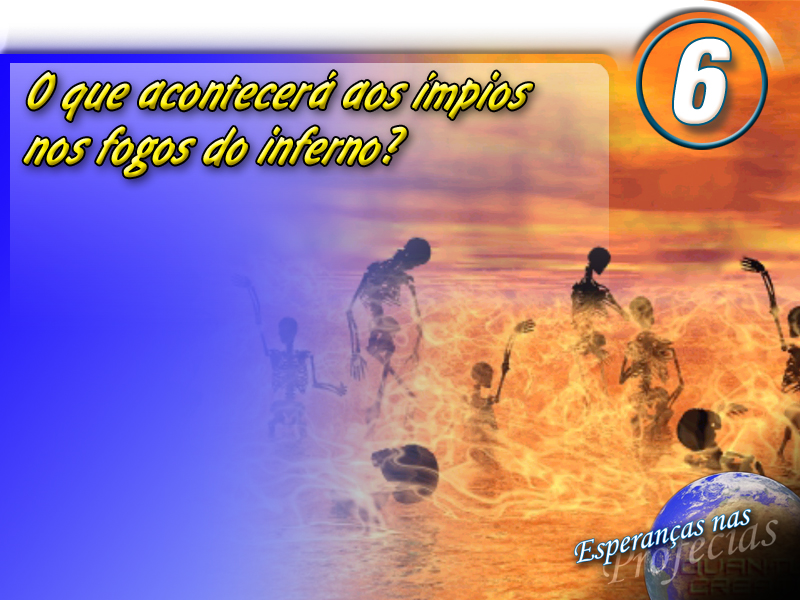 O que acontecerá aos ímpios
nos fogos do inferno?
6
Esperanças nas
Profecias